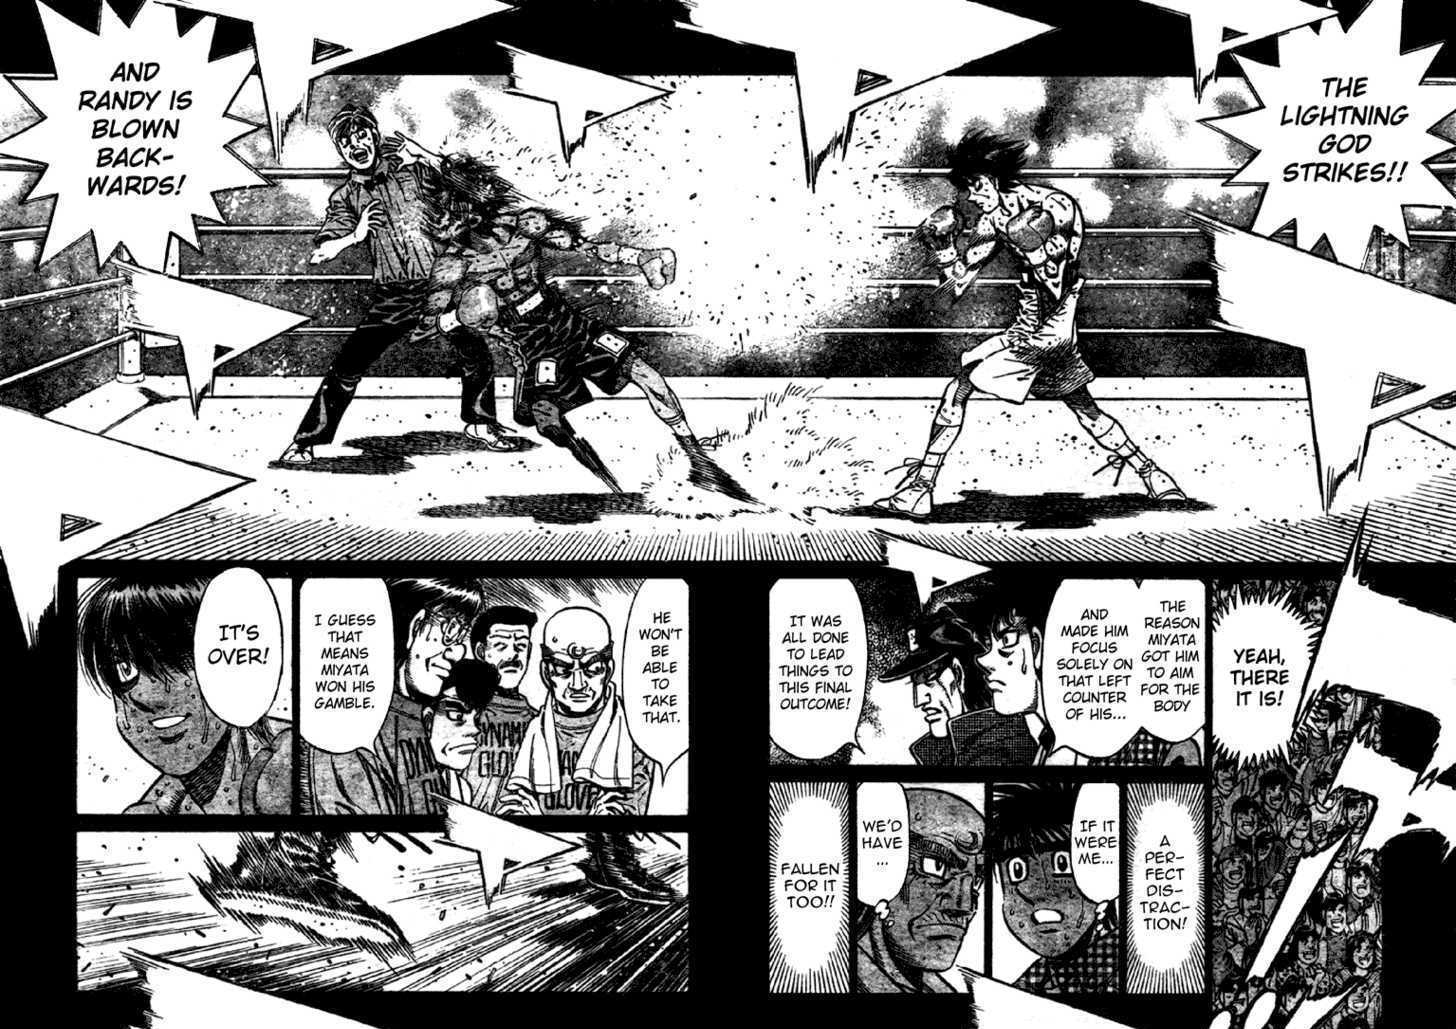 THE
LIGHTNING
GOD
STRIKES!!
AND
RANDY IS
BLOWN
BACK-
WARDS!
YEAH,
THERE
IT IS!
THE
REASON
MIYATA
GOT HIM
TO AIM
FOR THE
BODY
AND
MADE HIM
FOCUS
SOLELY ON
THAT LEFT
COUNTER
OF HIS...
IT WAS
ALL DONE
TO LEAD
THINGS TO
THIS FINAL
OUTCOME!
A
PER-
FECT
DIS-
TRAC-
TION!
IF IT
WERE
ME...
WE'D
HAVE
...
FALLEN
FOR IT
TOO!!
HE
WON'T
BE
ABLE
TO
TAKE
THAT.
I GUESS
THAT
MEANS
MIYATA
WON HIS
GAMBLE.
DYNAM
GLOV
NAM
GLOVE
IT'S
OVER!